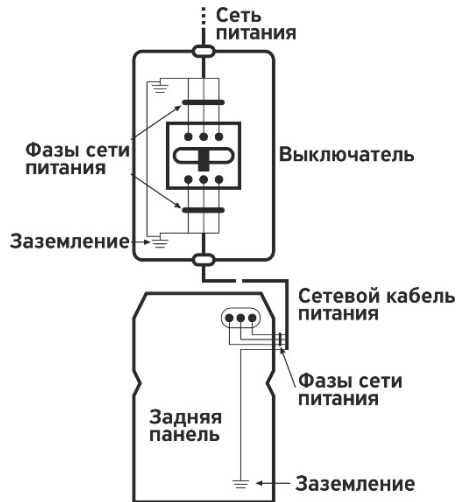 Сеть
питания
Фазы сети
питания
Выключатель
Заземление
Сетевой кабель
питания
Фазы сети
питания
Задняя
панель
Заземление